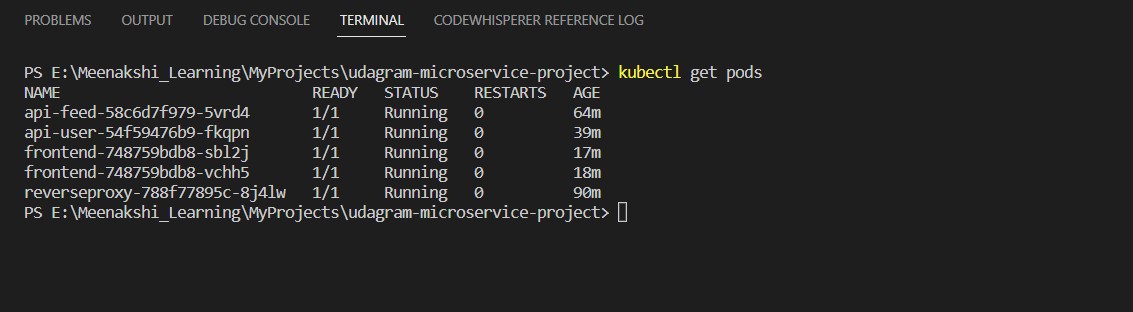 PROBLEMS OUTPUT DEBUG CONSOLE TERMINAL CODEWHISPERER REFERENCE LOG
PS E:\Meenakshi_Learning\MyProjects\udagram-microservice-project> kubectl get pods
NAME READY STATUS RESTARTS AGE
api-feed-58c6d7f979-5vrd4 1/1 Running 0 64m
api-user-54f59476b9-fkqpn 1/1 Running 0 39m
frontend-748759bdb8-sbl2j 1/1 Running 0 17m
frontend-748759bdb8-vchh5 1/1 Running 0 18m
reverseproxy-788f77895c-8j4lw 1/1 Running 0 90m
PS E:\Meenakshi_Learning\MyProjects\udagram-microservice-project>